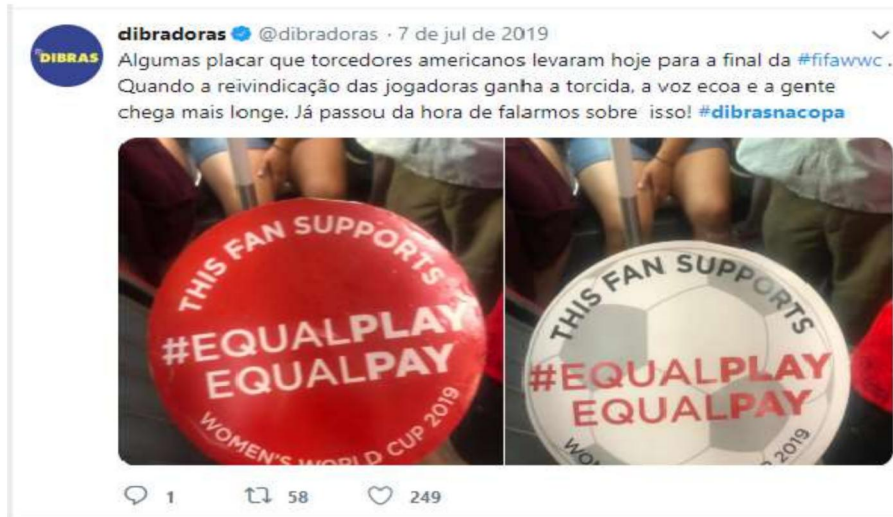 dibradoras @dibradoras · 7 de jul de 2019
DIBRAS
Algumas placar que torcedores americanos levaram hoje para a final da #fifawwc .
Quando a reivindicação das jogadoras ganha a torcida, a voz ecoa e a gente
chega mais longe. Já passou da hora de falarmos sobre isso! #dibrasnacopa
THIS FAN SUPPORTS
#EQUALPLAY
EQUALPAY
WOMEN'S WORLD CUP 2019
THIS FAN SUPPORTS
#EQUALPLAY
EQUALPAY
2019
1 58 249